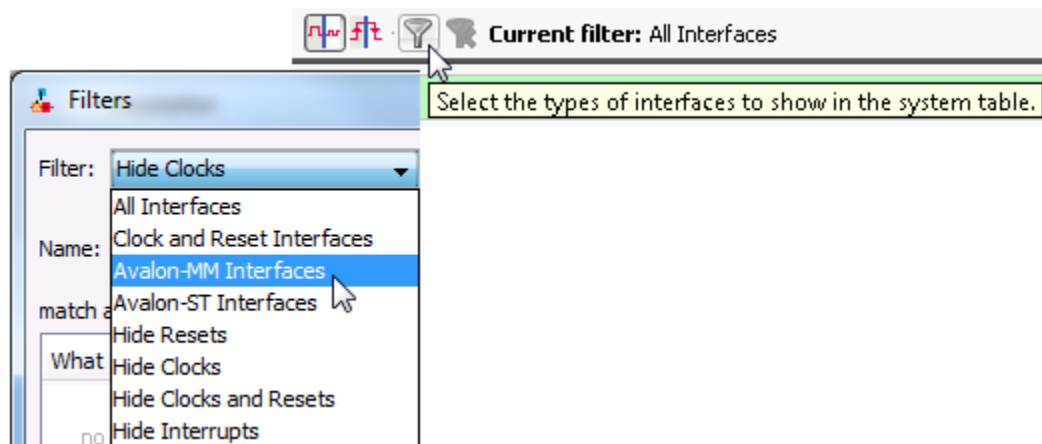 Current filter: All Interfaces
Select the types of interfaces to show in the system table.
Filters
Filter: Hide Clocks
All Interfaces
Clock and Reset Interfaces
Name:
Avalon-MM Interfaces
Avalon-ST Interfaces
match a
Hide Resets
What
Hide Clocks
Hide Clocks and Resets
no
Hide Interrupts